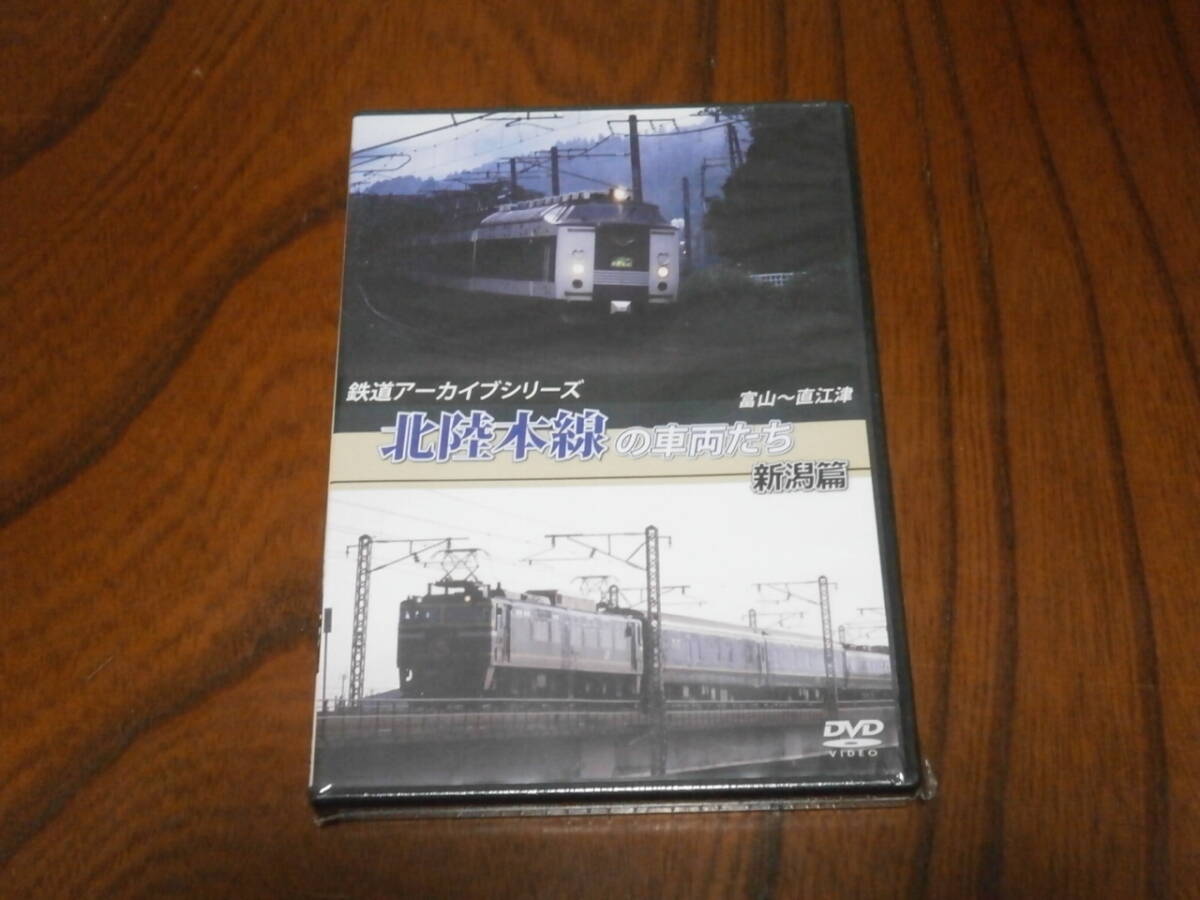 鉄道アーカイブシリーズ
富山～直江津
北陸本線の車両たち
新潟篇
DVD
VIDEO